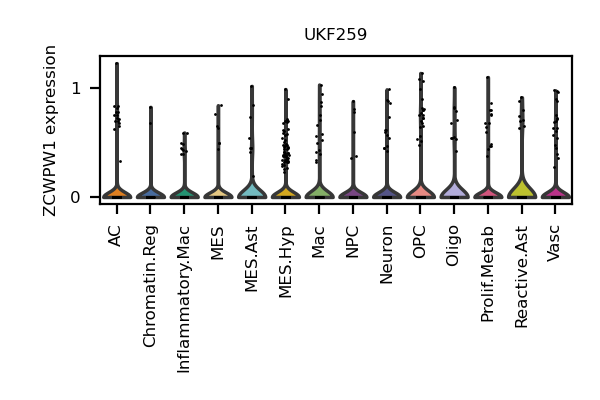 UKF259
ZCWPW1 expression
1
0
AC
Chromatin.Reg
Inflammatory.Mac
MES
MES.Ast
MES.Hyp
Mac
NPC
Neuron
OPC
Oligo
Prolif.Metab
Reactive.Ast
Vasc